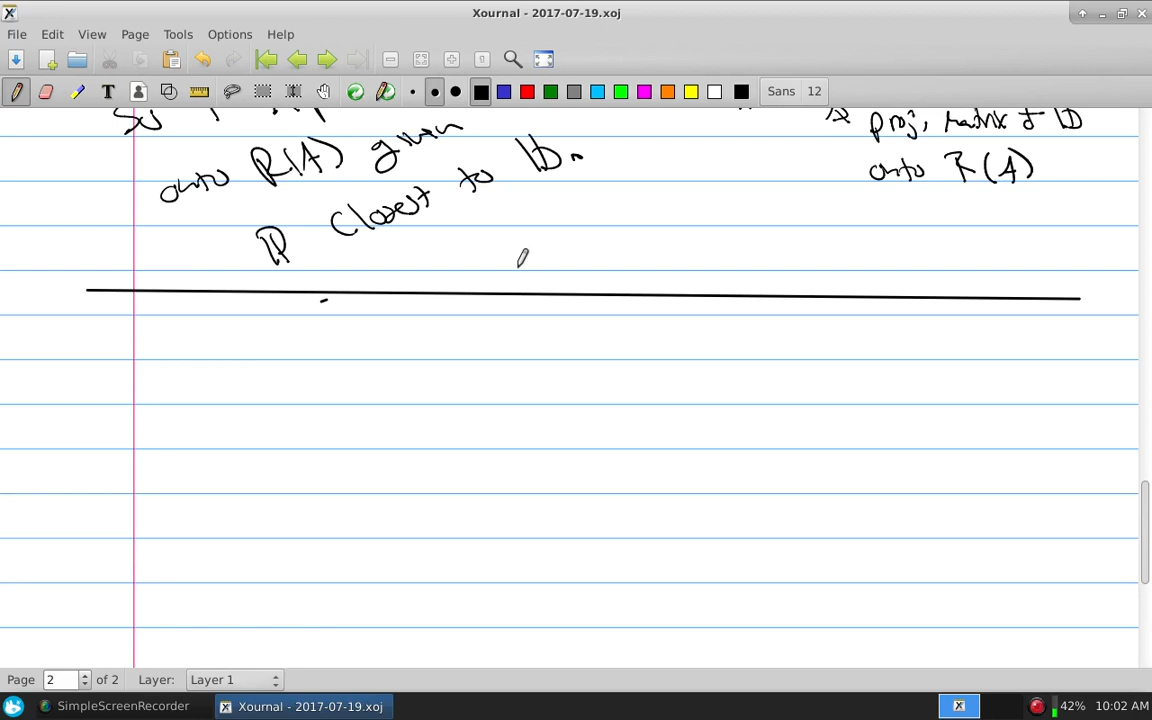 Xournal - 2017-07-19.xoj
File Edit View Page Tools Options Help
Sans 12
So
proj. matrix of b
onto R(A) given
onto R(A)
P closest to b.
Page 2 of 2 Layer: Layer 1
SimpleScreenRecorder Xournal - 2017-07-19.xoj 42% 10:02 AM